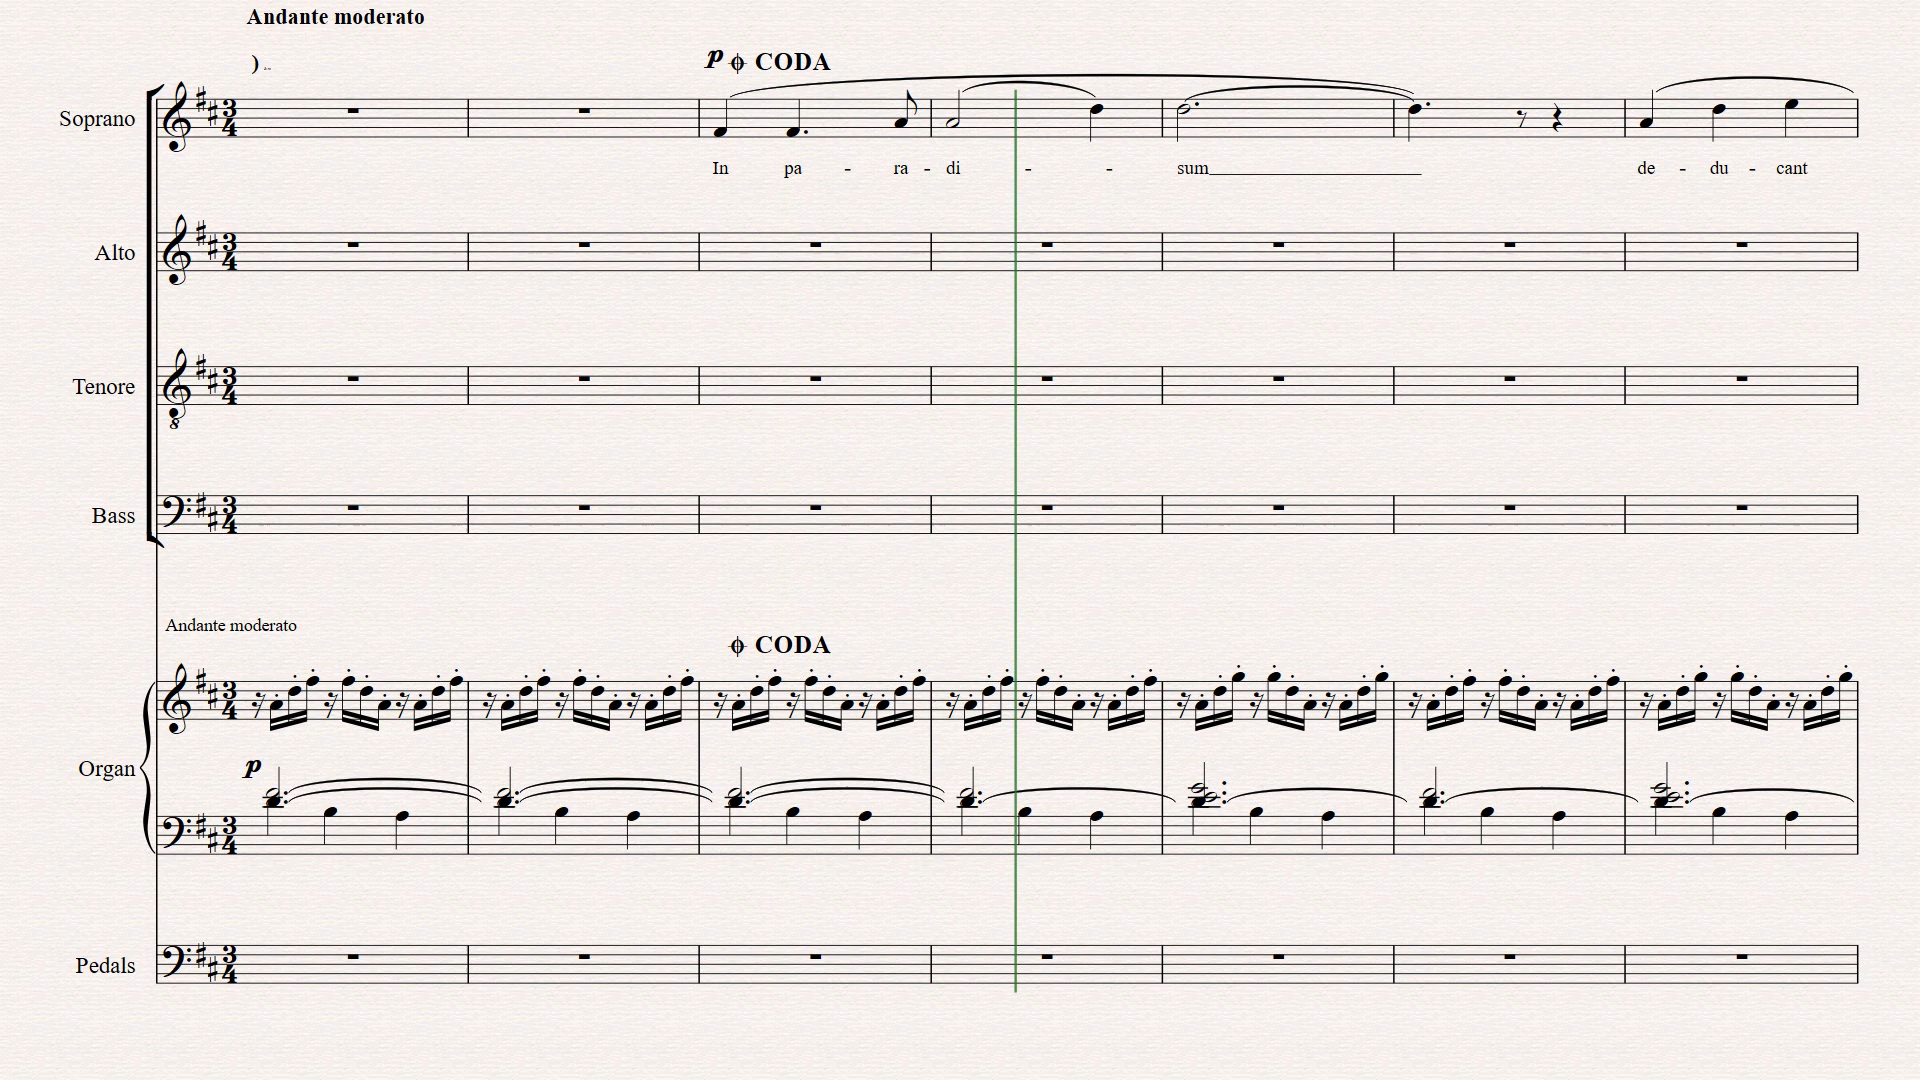 Andante moderato
)
p CODA
Soprano
In pa - ra - di - - sum de - du - cant
Alto
Tenore
Bass
Andante moderato
CODA
Organ
p
Pedals